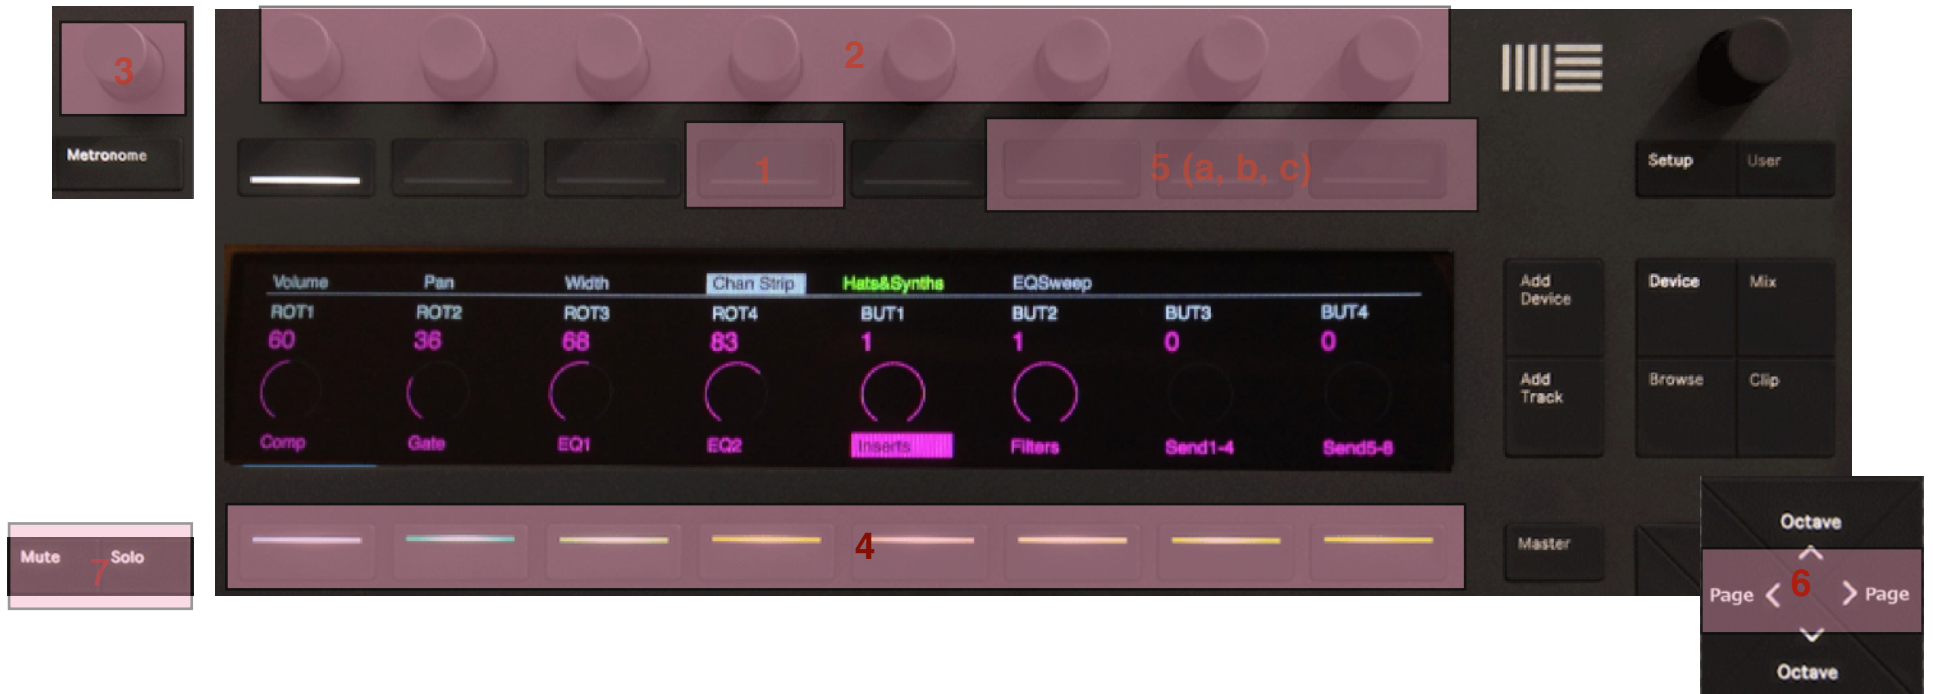 3
2
Metronome
1
5 (a, b, c)
Setup
User
Volume
Pan
Width
Chan Strip
Hats&Synths
EQSweep
ROT1
ROT2
ROT3
ROT4
BUT1
BUT2
BUT3
BUT4
60
36
68
83
1
1
0
0
Comp
Gate
EQ1
EQ2
Inserts
Filters
Send1-4
Send5-8
Add
Device
Device
Mix
Add
Track
Browse
Clip
Mute
Solo
7
4
Master
Octave
Page
6
Page
Octave